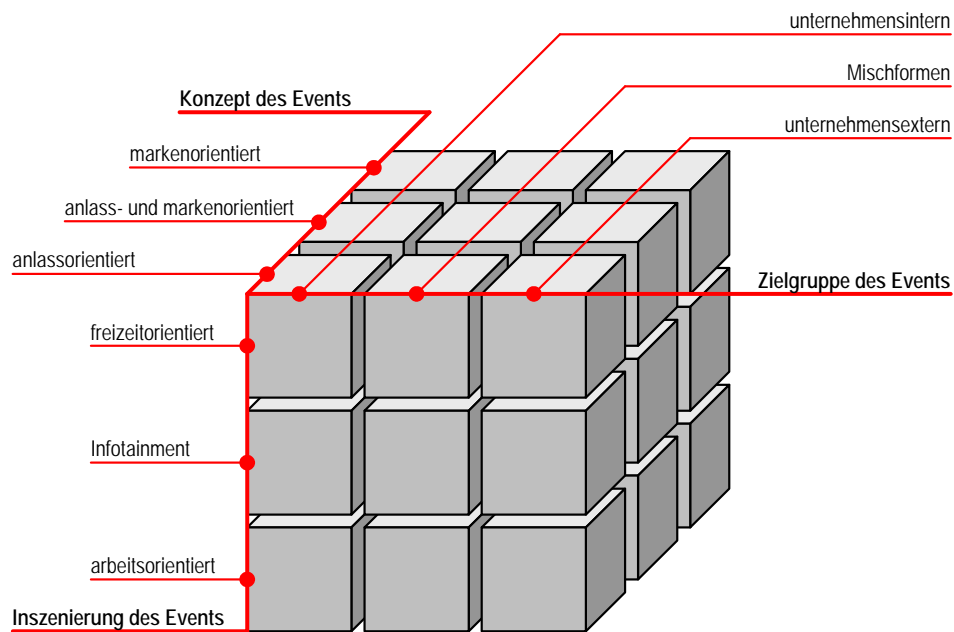 unternehmensintern
Mischformen
Konzept des Events
unternehmensextern
markenorientiert
anlass- und markenorientiert
anlassorientiert
Zielgruppe des Events
freizeitorientiert
Infotainment
arbeitsorientiert
Inszenierung des Events